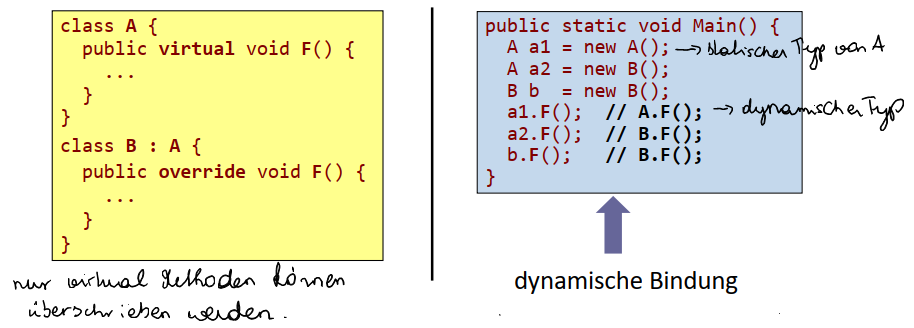 class A {
public virtual void F() {
...
}
}
class B : A {
public override void F() {
...
}
}
nur virtual Methoden können
überschrieben werden.
public static void Main() {
A a1 = new A(); → statischer Typ von A
A a2 = new B();
B b = new B();
a1.F(); // A.F(); → dynamischer Typ
a2.F(); // B.F();
b.F(); // B.F();
}
dynamische Bindung